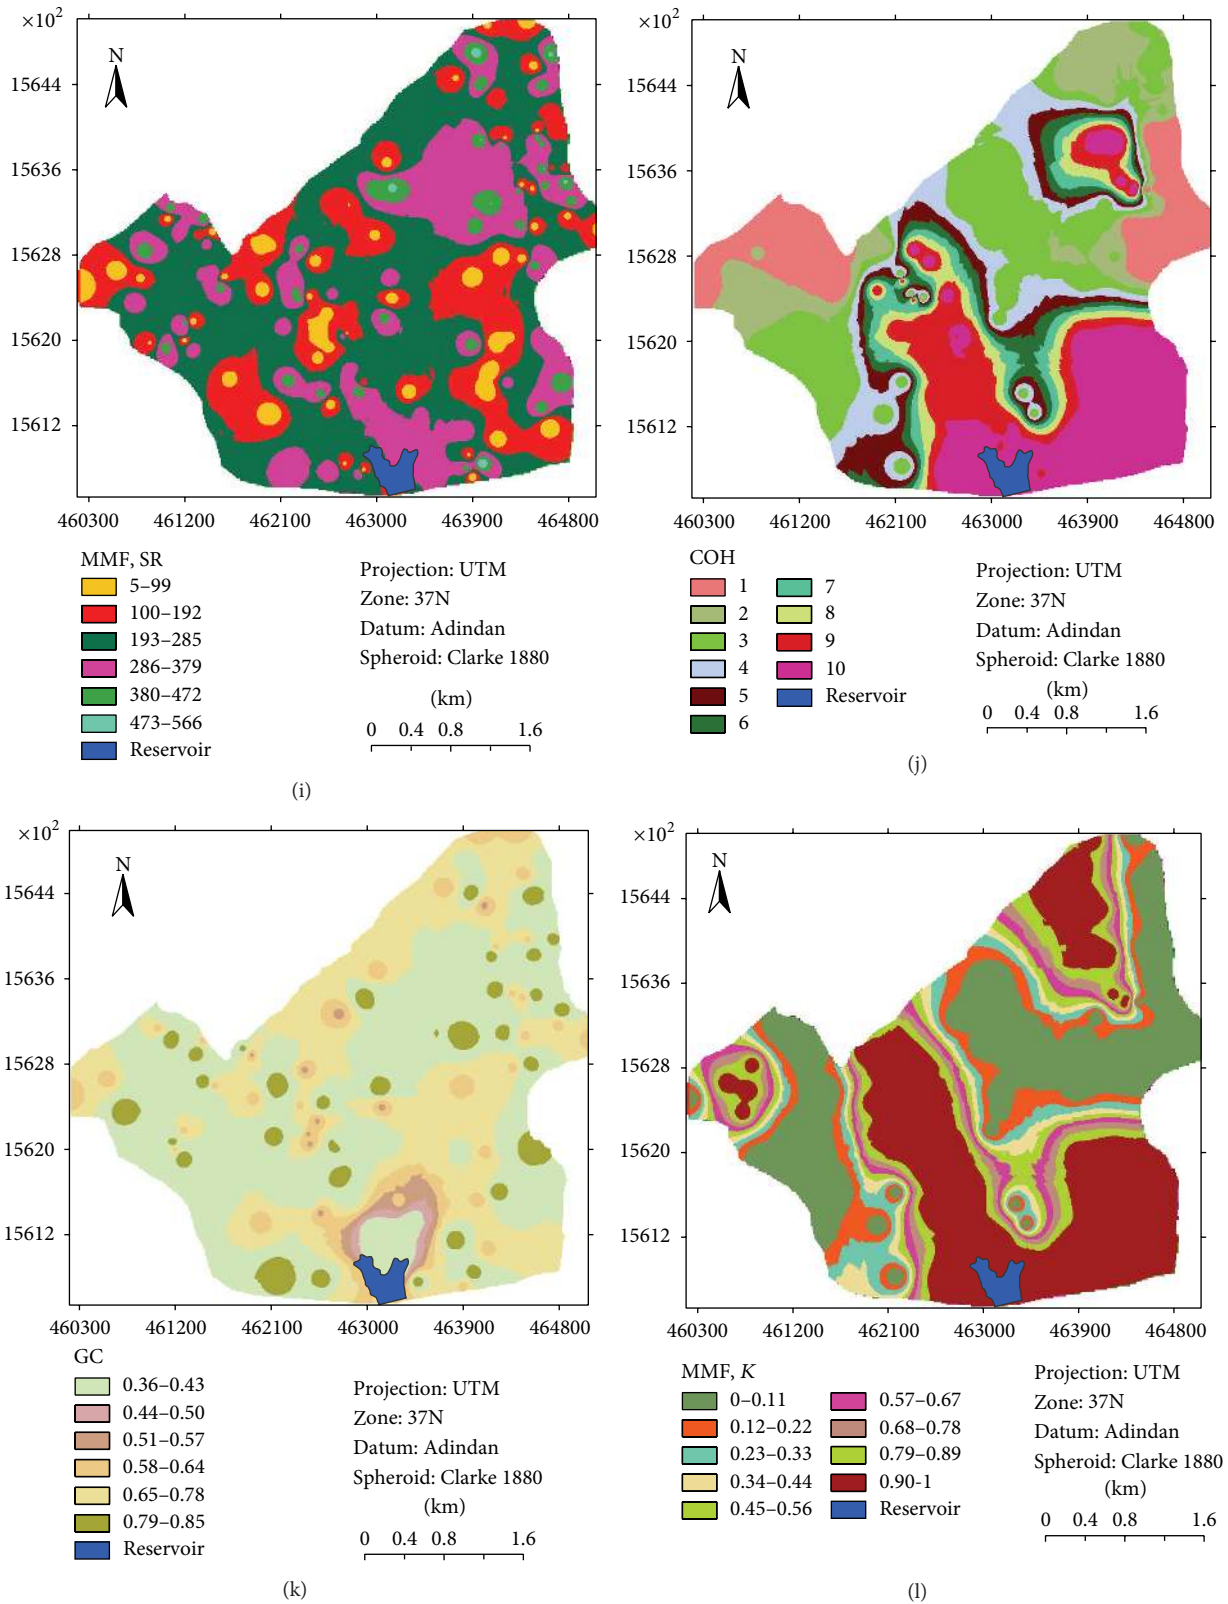 ×10²
N
15644
15636
15628
15620
15612
460300 461200 462100 463000 463900 464800
MMF, SR
5–99
100–192
193–285
286–379
380–472
473–566
Reservoir
Projection: UTM
Zone: 37N
Datum: Adindan
Spheroid: Clarke 1880
(km)
0 0.4 0.8 1.6
(i)
×10²
N
15644
15636
15628
15620
15612
460300 461200 462100 463000 463900 464800
COH
1
2
3
4
5
6
7
8
9
10
Reservoir
Projection: UTM
Zone: 37N
Datum: Adindan
Spheroid: Clarke 1880
(km)
0 0.4 0.8 1.6
(j)
×10²
N
15644
15636
15628
15620
15612
460300 461200 462100 463000 463900 464800
GC
0.36–0.43
0.44–0.50
0.51–0.57
0.58–0.64
0.65–0.78
0.79–0.85
Reservoir
Projection: UTM
Zone: 37N
Datum: Adindan
Spheroid: Clarke 1880
(km)
0 0.4 0.8 1.6
(k)
×10²
N
15644
15636
15628
15620
15612
460300 461200 462100 463000 463900 464800
MMF, K
0–0.11
0.12–0.22
0.23–0.33
0.34–0.44
0.45–0.56
0.57–0.67
0.68–0.78
0.79–0.89
0.90-1
Reservoir
Projection: UTM
Zone: 37N
Datum: Adindan
Spheroid: Clarke 1880
(km)
0 0.4 0.8 1.6
(l)